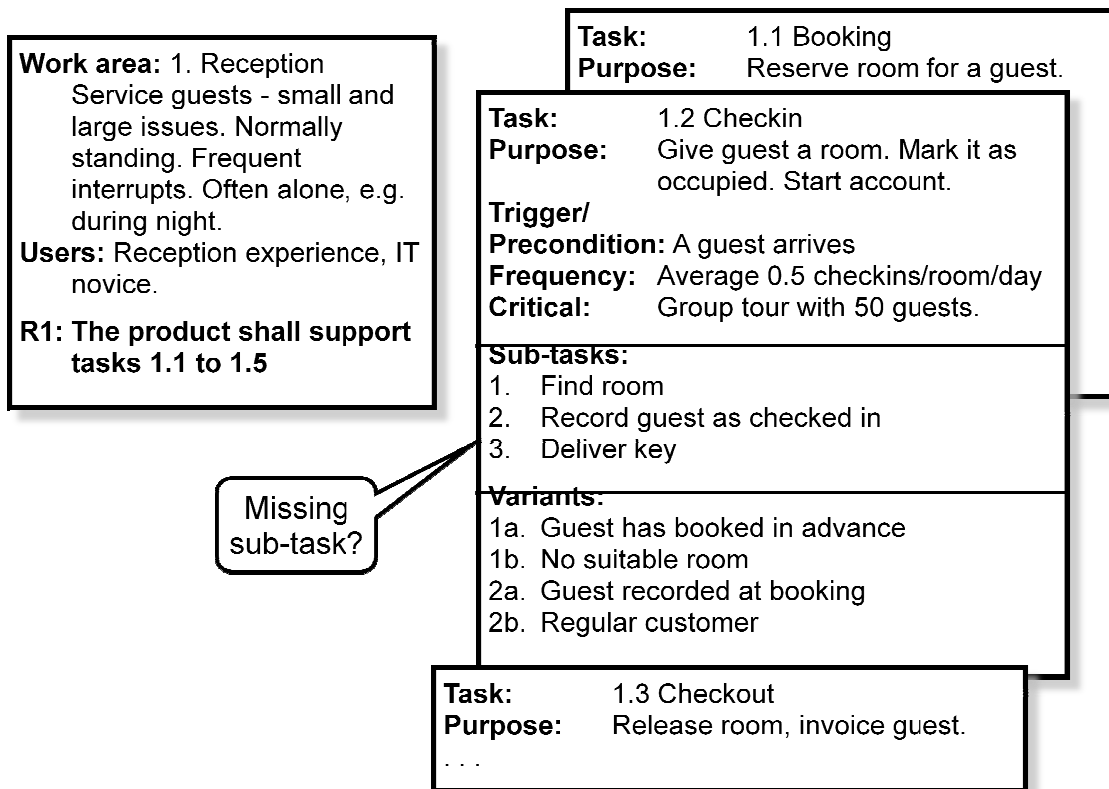 Work area: 1. Reception
Service guests - small and
large issues. Normally
standing. Frequent
interrupts. Often alone, e.g.
during night.
Users: Reception experience, IT
novice.
R1: The product shall support
tasks 1.1 to 1.5
Task: 1.1 Booking
Purpose: Reserve room for a guest.
Task: 1.2 Checkin
Purpose: Give guest a room. Mark it as
occupied. Start account.
Trigger/
Precondition: A guest arrives
Frequency: Average 0.5 checkins/room/day
Critical: Group tour with 50 guests.
Sub-tasks:
1. Find room
2. Record guest as checked in
3. Deliver key
Missing
sub-task?
Variants:
1a. Guest has booked in advance
1b. No suitable room
2a. Guest recorded at booking
2b. Regular customer
Task: 1.3 Checkout
Purpose: Release room, invoice guest.
. . .